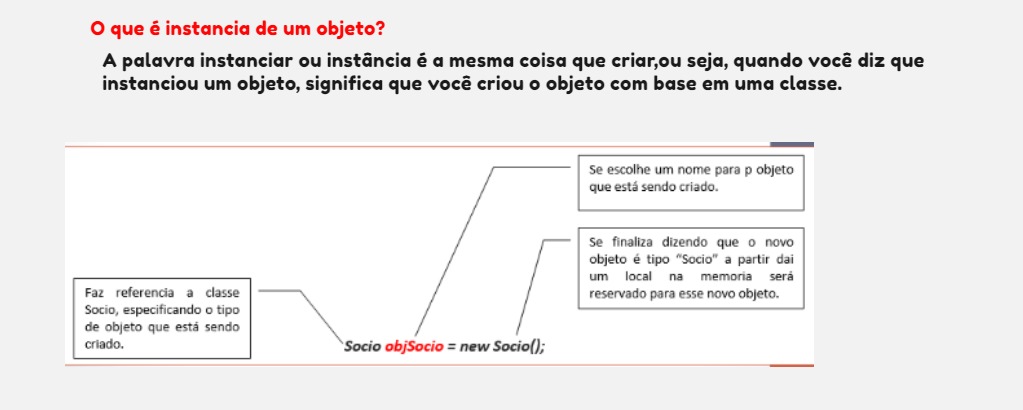 O que é instancia de um objeto?
A palavra instanciar ou instância é a mesma coisa que criar,ou seja, quando você diz que
instanciou um objeto, significa que você criou o objeto com base em uma classe.
Se escolhe um nome para p objeto
que está sendo criado.
Se finaliza dizendo que o novo
objeto é tipo "Socio" a partir dai
um local na memoria será
reservado para esse novo objeto.
Faz referencia a classe
Socio, especificando o tipo
de objeto que está sendo
criado.
Socio objSocio = new Socio();